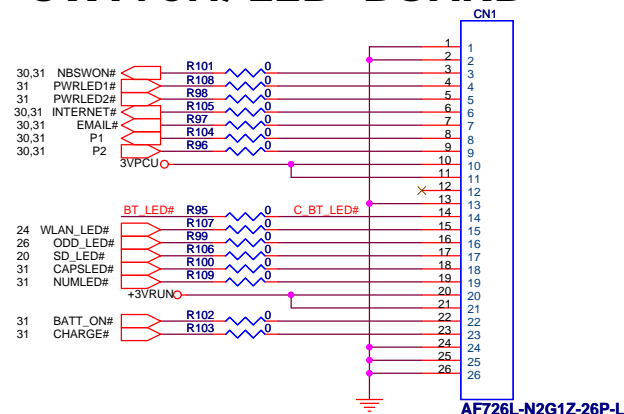 CN1
1 1
2 2
30,31 NBSWON# R101 0 3 3
31 PWRLED1# R108 0 4 4
31 PWRLED2# R98 0 5 5
30,31 INTERNET# R105 0 6 6
30,31 EMAIL# R97 0 7 7
30,31 P1 R104 0 8 8
30,31 P2 R96 0 9 9
3VPCU 10 10
11 11
12 12
13 13
BT_LED# R95 0 C_BT_LED# 14 14
24 WLAN_LED# R107 0 15 15
26 ODD_LED# R99 0 16 16
20 SD_LED# R106 0 17 17
31 CAPSLED# R100 0 18 18
31 NUMLED# R109 0 19 19
+3VRUN 20 20
21 21
31 BATT_ON# R102 0 22 22
31 CHARGE# R103 0 23 23
24 24
25 25
26 26
AF726L-N2G1Z-26P-L